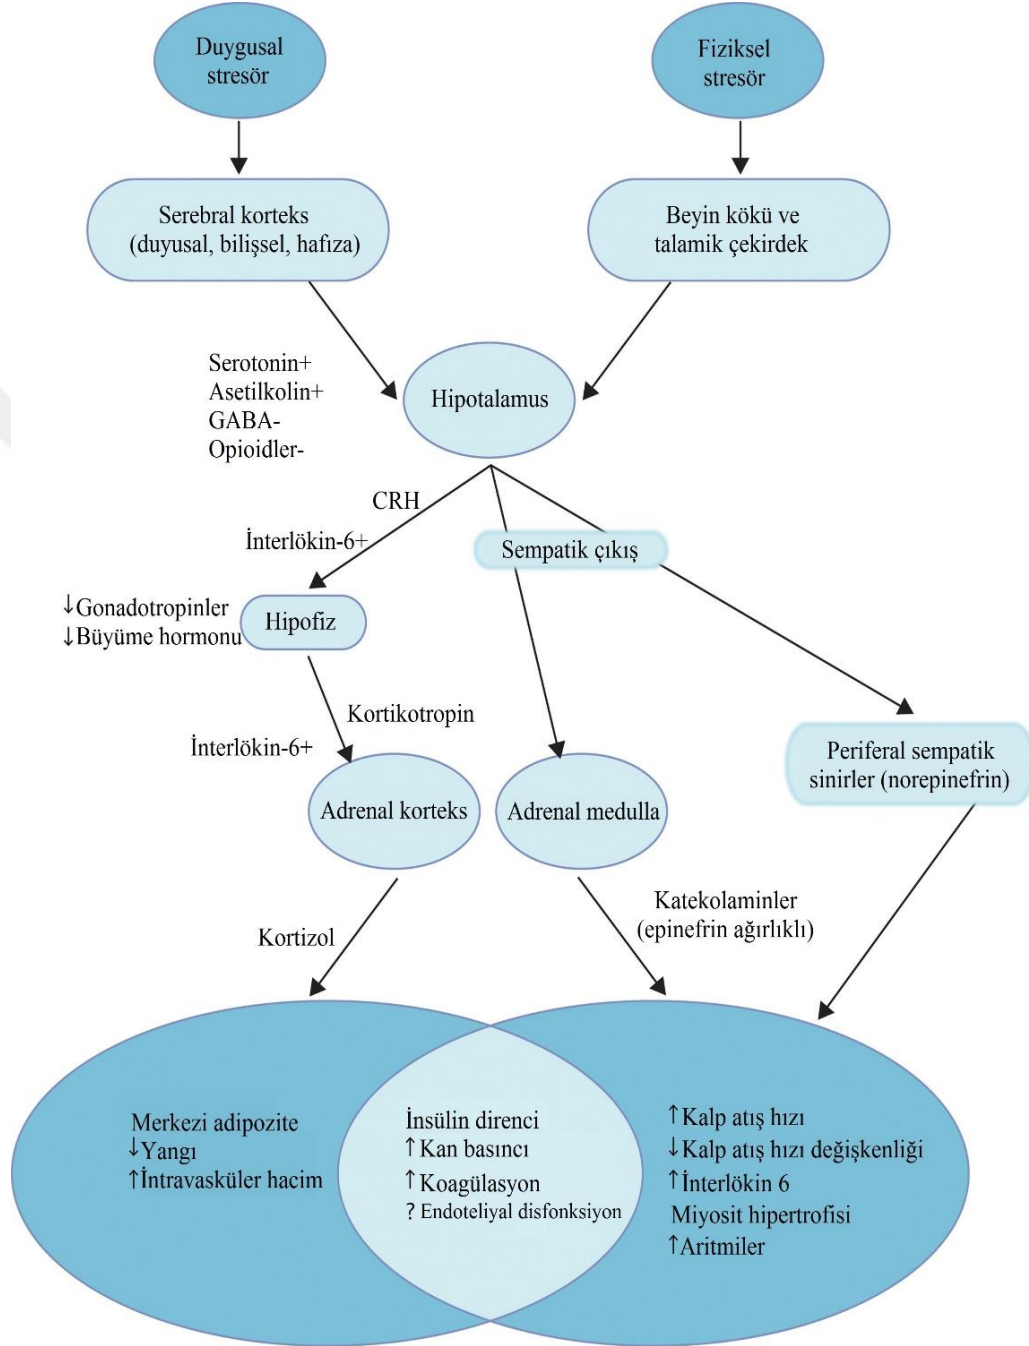 Duygusal
stresör
Fiziksel
stresör
Serebral korteks
(duyusal, bilişsel, hafıza)
Beyin kökü ve
talamik çekirdek
Serotonin+
Asetilkolin+
GABA-
Opioidler-
Hipotalamus
CRH
İnterlökin-6+
Sempatik çıkış
↓Gonadotropinler
↓Büyüme hormonu
Hipofiz
Kortikotropin
İnterlökin-6+
Periferal sempatik
sinirler (norepinefrin)
Adrenal korteks
Adrenal medulla
Kortizol
Katekolaminler
(epinefrin ağırlıklı)
Merkezi adipozite
↓Yangı
↑İntravasküler hacim
İnsülin direnci
↑Kan basıncı
↑Koagülasyon
? Endoteliyal disfonksiyon
↑Kalp atış hızı
↓Kalp atış hızı değişkenliği
↑İnterlökin 6
Miyosit hipertrofisi
↑Aritmiler